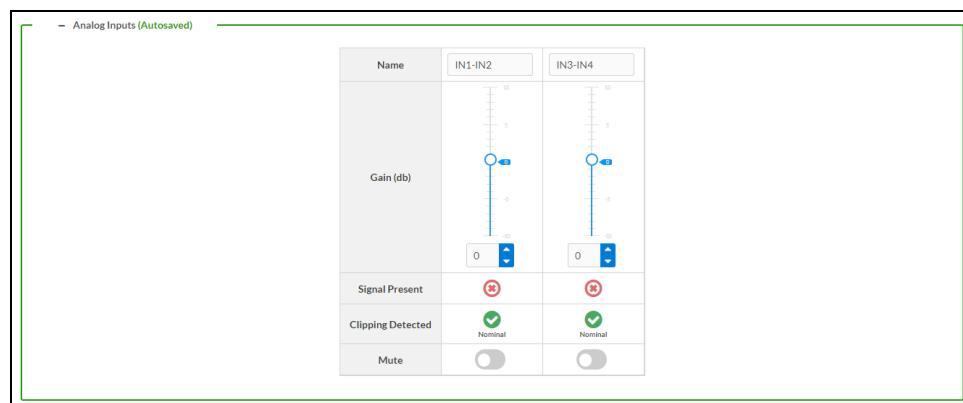 – Analog Inputs (Autosaved)
Name IN1-IN2 IN3-IN4
10 10
5 5
Gain (db) 0 0
-5 -5
-10 -10
0 0
Signal Present
Clipping Detected Nominal Nominal
Mute